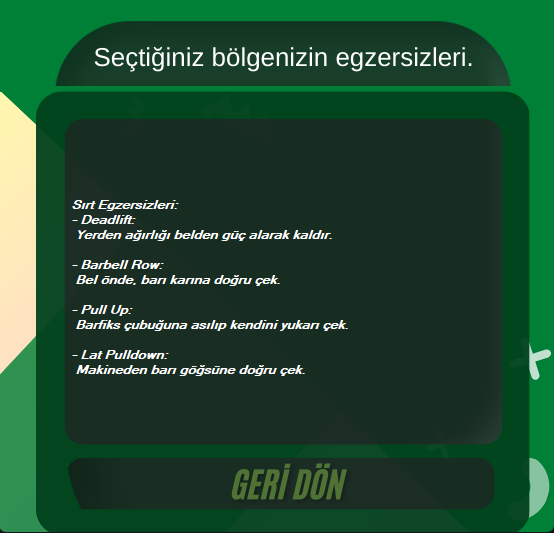 Seçtiğiniz bölgenizin egzersizleri.
Sırt Egzersizleri:
- Deadlift:
Yerden ağırlığı belden güç alarak kaldır.
- Barbell Row:
Bel önde, barı karına doğru çek.
- Pull Up:
Barfiks çubuğuna asılıp kendini yukarı çek.
- Lat Pulldown:
Makineden barı göğsüne doğru çek.
GERİ DÖN